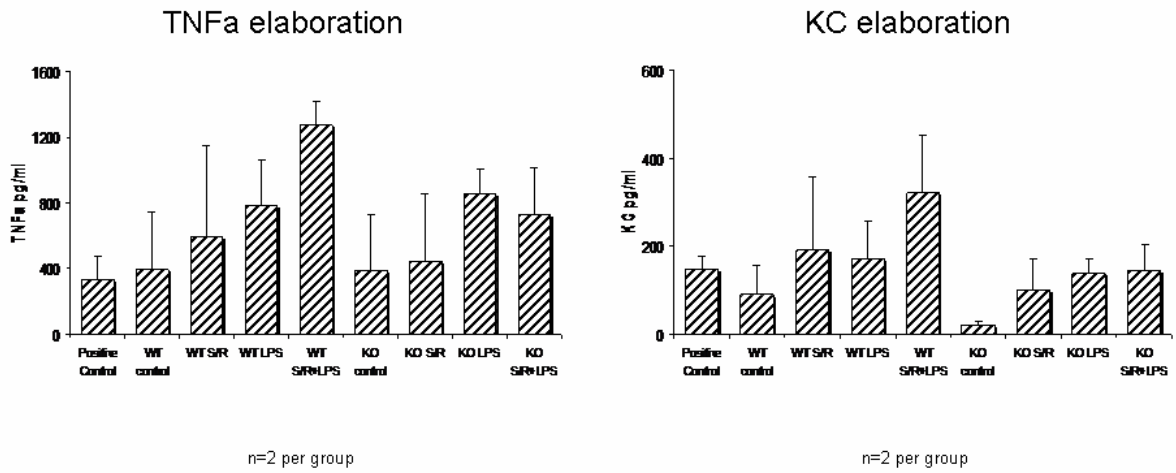 TNFa elaboration
1600
1200
800
400
0
TNFa pg/ml
Positive Control
WT control
WT S/R
WT LPS
WT S/R+LPS
KO control
KO S/R
KO LPS
KO S/R+LPS
n=2 per group
KC elaboration
600
400
200
0
KC pg/ml
Positive Control
WT control
WT S/R
WT LPS
WT S/R+LPS
KO control
KO S/R
KO LPS
KO S/R+LPS
n=2 per group